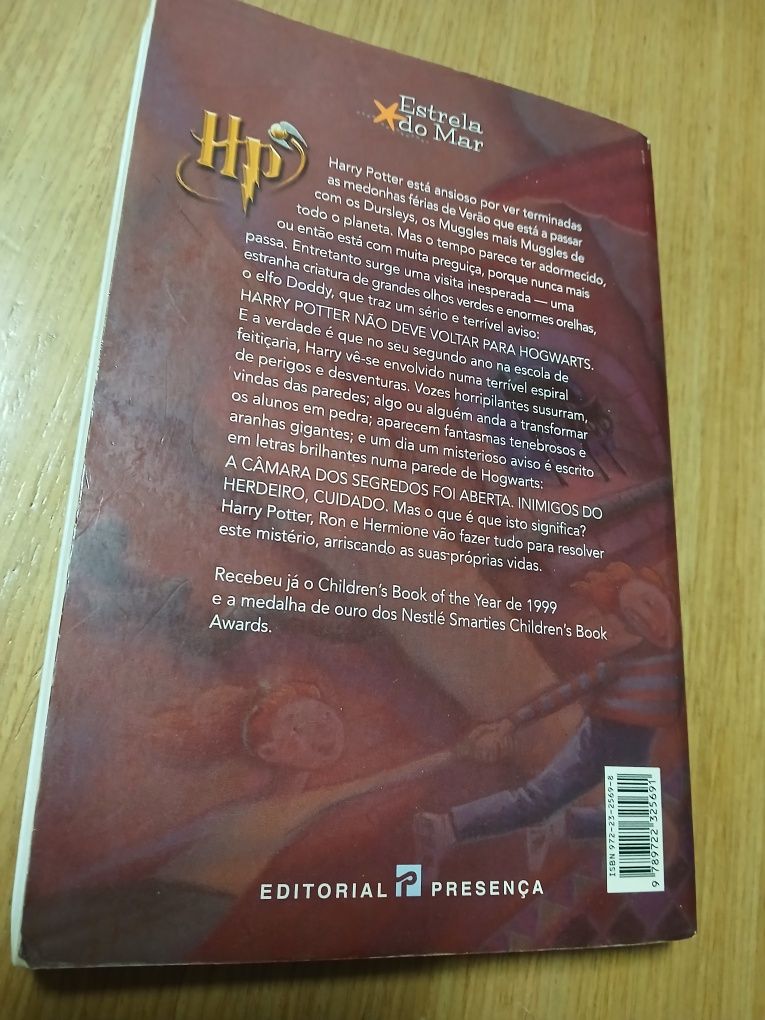 Estrela
do Mar
HP
Harry Potter está ansioso por ver terminadas
as medonhas férias de Verão que está a passar
com os Dursleys, os Muggles mais Muggles de
todo o planeta. Mas o tempo parece ter adormecido,
ou então está com muita preguiça, porque nunca mais
passa. Entretanto surge uma visita inesperada — uma
estranha criatura de grandes olhos verdes e enormes orelhas,
o elfo Doddy, que traz um sério e terrível aviso:
HARRY POTTER NÃO DEVE VOLTAR PARA HOGWARTS.
E a verdade é que no seu segundo ano na escola de
feitiçaria, Harry vê-se envolvido numa terrível espiral
de perigos e desventuras. Vozes horripilantes susurram,
vindas das paredes; algo ou alguém anda a transformar
os alunos em pedra; aparecem fantasmas tenebrosos e
aranhas gigantes; e um dia um misterioso aviso é escrito
em letras brilhantes numa parede de Hogwarts:
A CÂMARA DOS SEGREDOS FOI ABERTA. INIMIGOS DO
HERDEIRO, CUIDADO. Mas o que é que isto significa?
Harry Potter, Ron e Hermione vão fazer tudo para resolver
este mistério, arriscando as suas próprias vidas.
Recebeu já o Children's Book of the Year de 1999
e a medalha de ouro dos Nestlé Smarties Children's Book
Awards.
ISBN 972-23-2569-8
9 789722 325691
EDITORIAL PRESENÇA